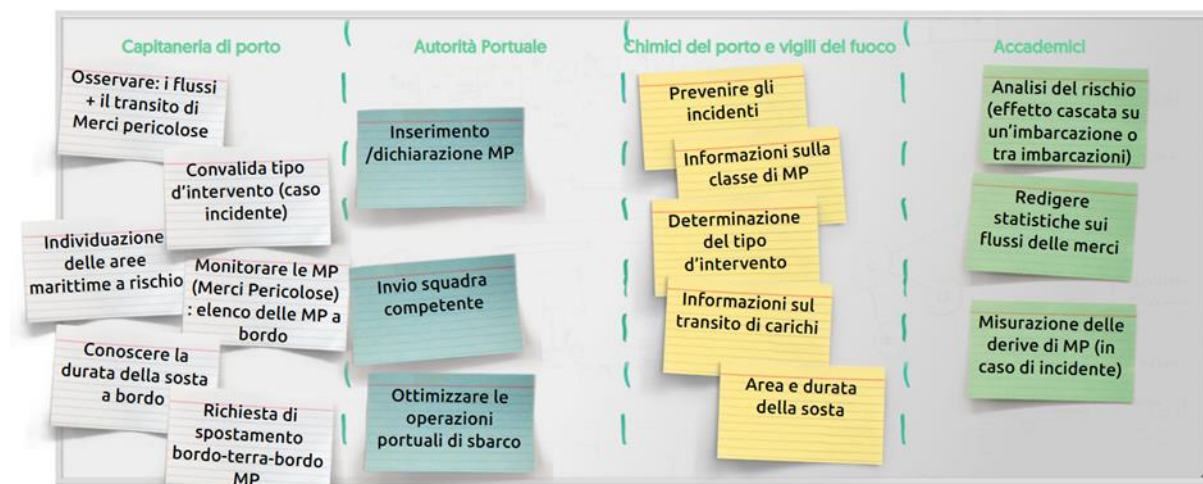 Capitaneria di porto
Osservare: i flussi
+ il transito di
Merci pericolose
Convalida tipo
d'intervento (caso
incidente)
Individuazione
delle aree
marittime a rischio
Monitorare le MP
(Merci Pericolose)
: elenco delle MP a
bordo
Conoscere la
durata della sosta
a bordo
Richiesta di
spostamento
bordo-terra-bordo
MP
Autorità Portuale
Inserimento
/dichiarazione MP
Invio squadra
competente
Ottimizzare le
operazioni
portuali di sbarco
Chimici del porto e vigili del fuoco
Prevenire gli
incidenti
Informazioni sulla
classe di MP
Determinazione
del tipo
d'intervento
Informazioni sul
transito di carichi
Area e durata
della sosta
Accademici
Analisi del rischio
(effetto cascata su
un'imbarcazione o
tra imbarcazioni)
Redigere
statistiche sui
flussi delle merci
Misurazione delle
derive di MP (in
caso di incidente)